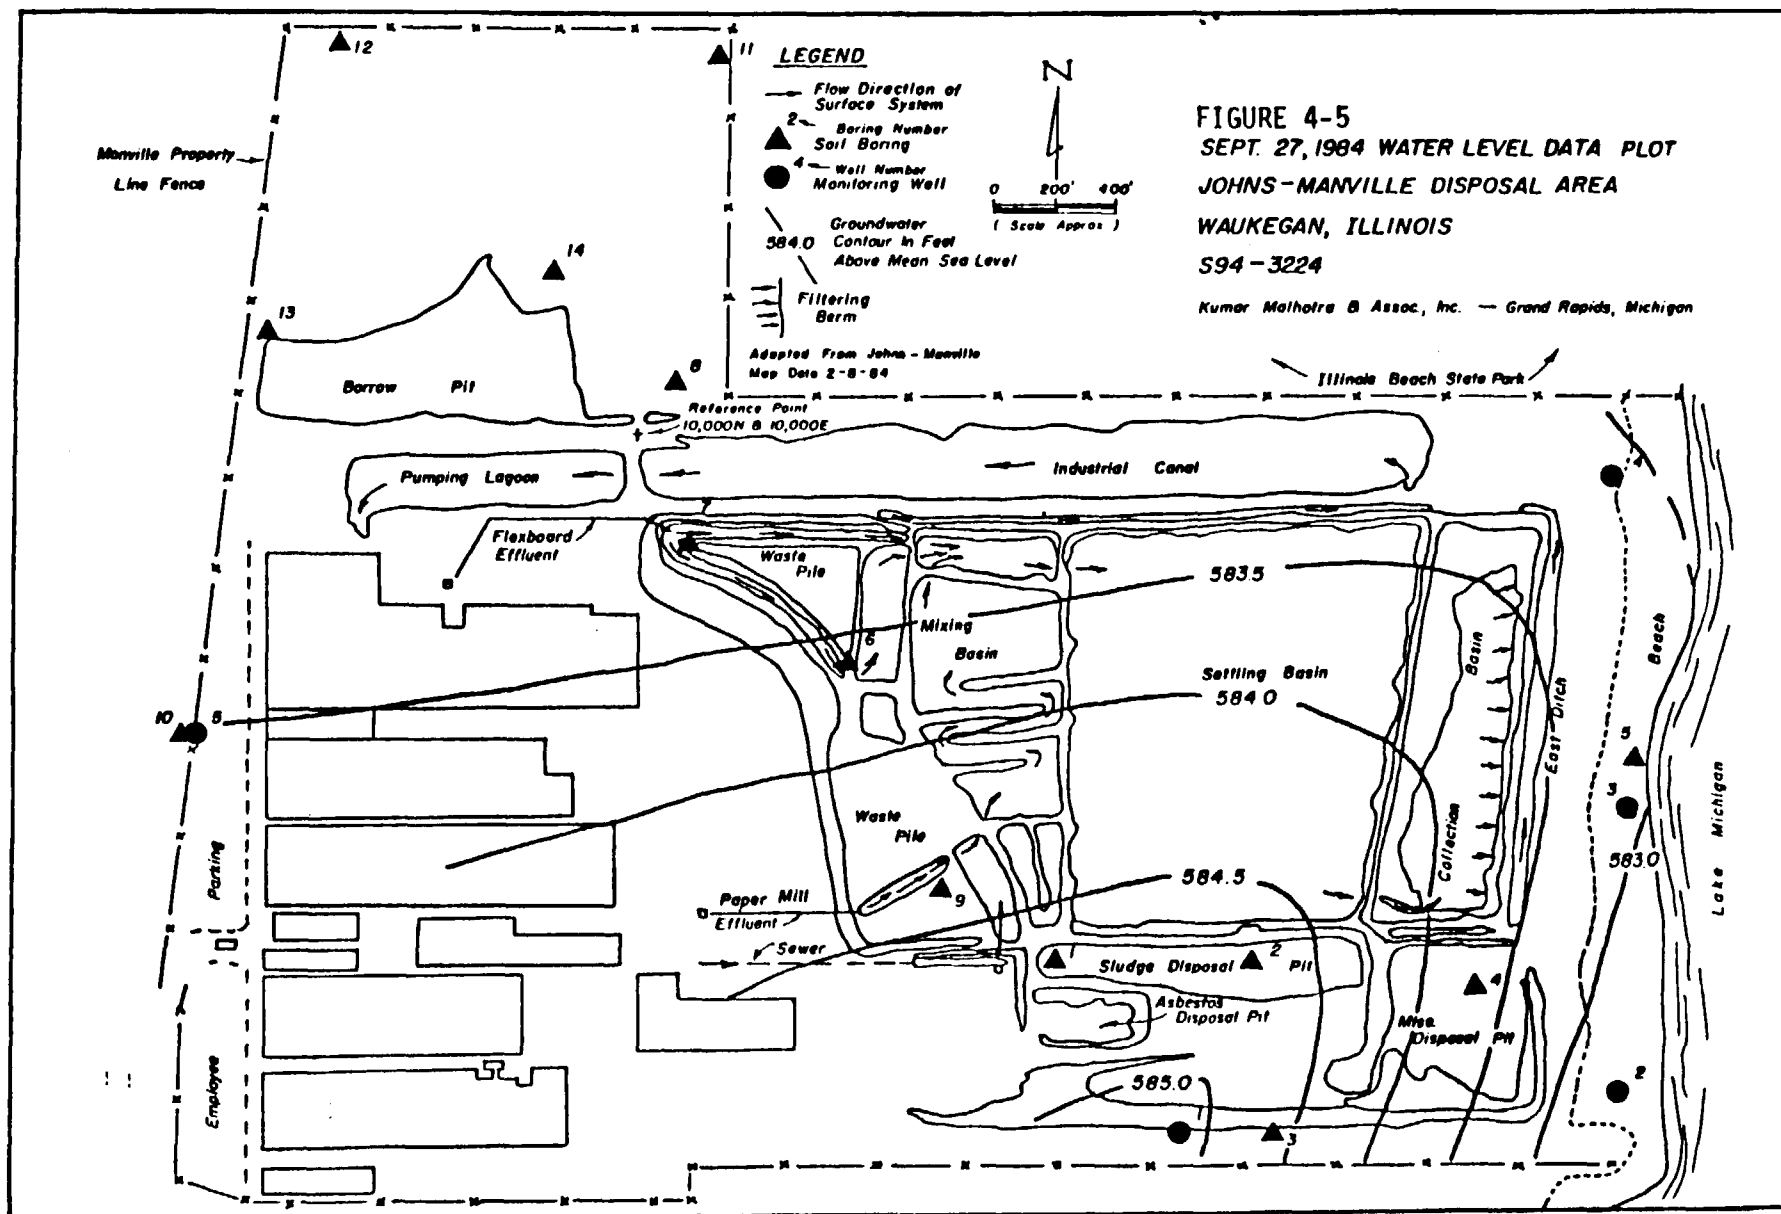 12
11
LEGEND
Flow Direction of
Surface System
2
Boring Number
Soil Boring
4
Well Number
Monitoring Well
584.0
Groundwater
Contour In Feet
Above Mean Sea Level
Filtering
Berm
Adapted From Johns-Manville
Map Date 2-8-84
N
0 200' 400'
( Scale Approx )
FIGURE 4-5
SEPT. 27, 1984 WATER LEVEL DATA PLOT
JOHNS-MANVILLE DISPOSAL AREA
WAUKEGAN, ILLINOIS
S94-3224
Kumar Malhotra & Assoc., Inc. — Grand Rapids, Michigan
Manville Property
Line Fence
14
13
8
Borrow Pit
Reference Point
10,000N & 10,000E
Illinois Beach State Park
Pumping Lagoon
Industrial Canal
4
Flexboard
Effluent
7
Waste
Pile
583.5
6
Mixing
Basin
Settling Basin
584.0
Basin
Collection
East Ditch
Beach
Lake Michigan
10
5
5
3
583.0
Waste
Pile
584.5
Parking
Paper Mill
Effluent
9
Sewer
1
Sludge Disposal Pit
2
Asbestos
Disposal Pit
4
Misc.
Disposal Pit
585.0
Employee
1
3
2